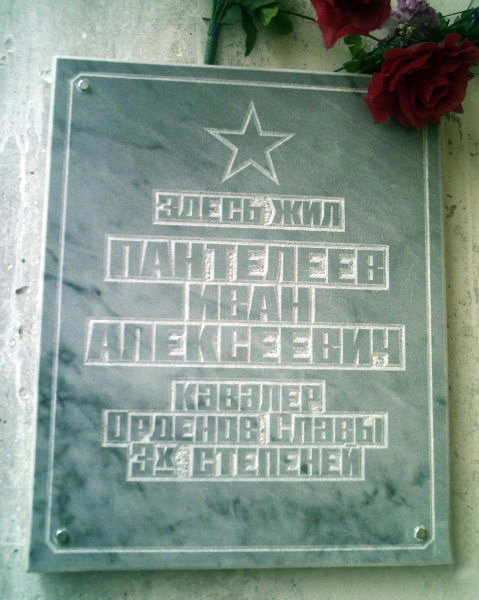 ЗДЕСЬ ЖИЛ
ПАНТЕЛЕЕВ
ИВАН
АЛЕКСЕЕВИЧ
КАВАЛЕР
ОРДЕНОВ СЛАВЫ
3Х СТЕПЕНЕЙ